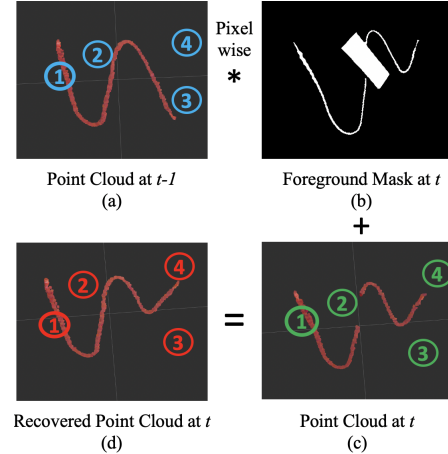 1 2 3 4
Pixel
wise
*
Point Cloud at t-1
(a)
Foreground Mask at t
(b)
+
1 2 3 4
=
1 2 3 4
Recovered Point Cloud at t
(d)
Point Cloud at t
(c)